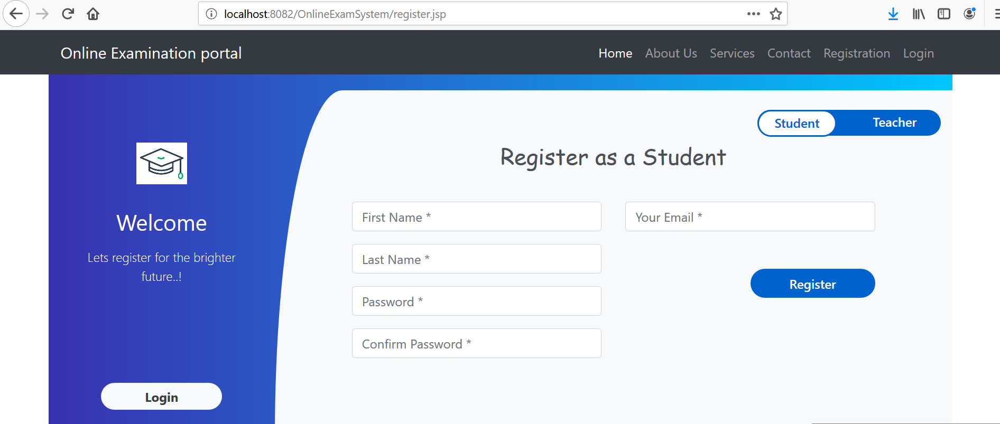 localhost:8082/OnlineExamSystem/register.jsp
Online Examination portal
Home About Us Services Contact Registration Login
Student Teacher
Register as a Student
Welcome
Lets register for the brighter
future..!
Login
First Name *
Last Name *
Password *
Confirm Password *
Your Email *
Register